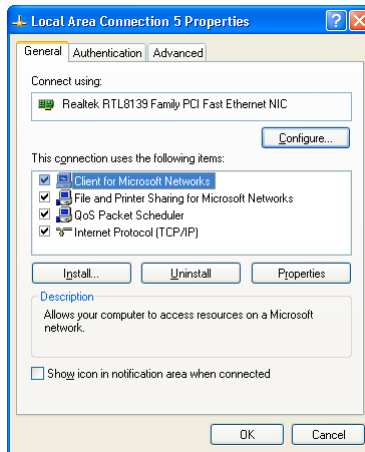 Local Area Connection 5 Properties
General Authentication Advanced
Connect using:
Realtek RTL8139 Family PCI Fast Ethernet NIC
Configure...
This connection uses the following items:
Client for Microsoft Networks
File and Printer Sharing for Microsoft Networks
QoS Packet Scheduler
Internet Protocol (TCP/IP)
Install... Uninstall Properties
Description
Allows your computer to access resources on a Microsoft
network.
Show icon in notification area when connected
OK Cancel